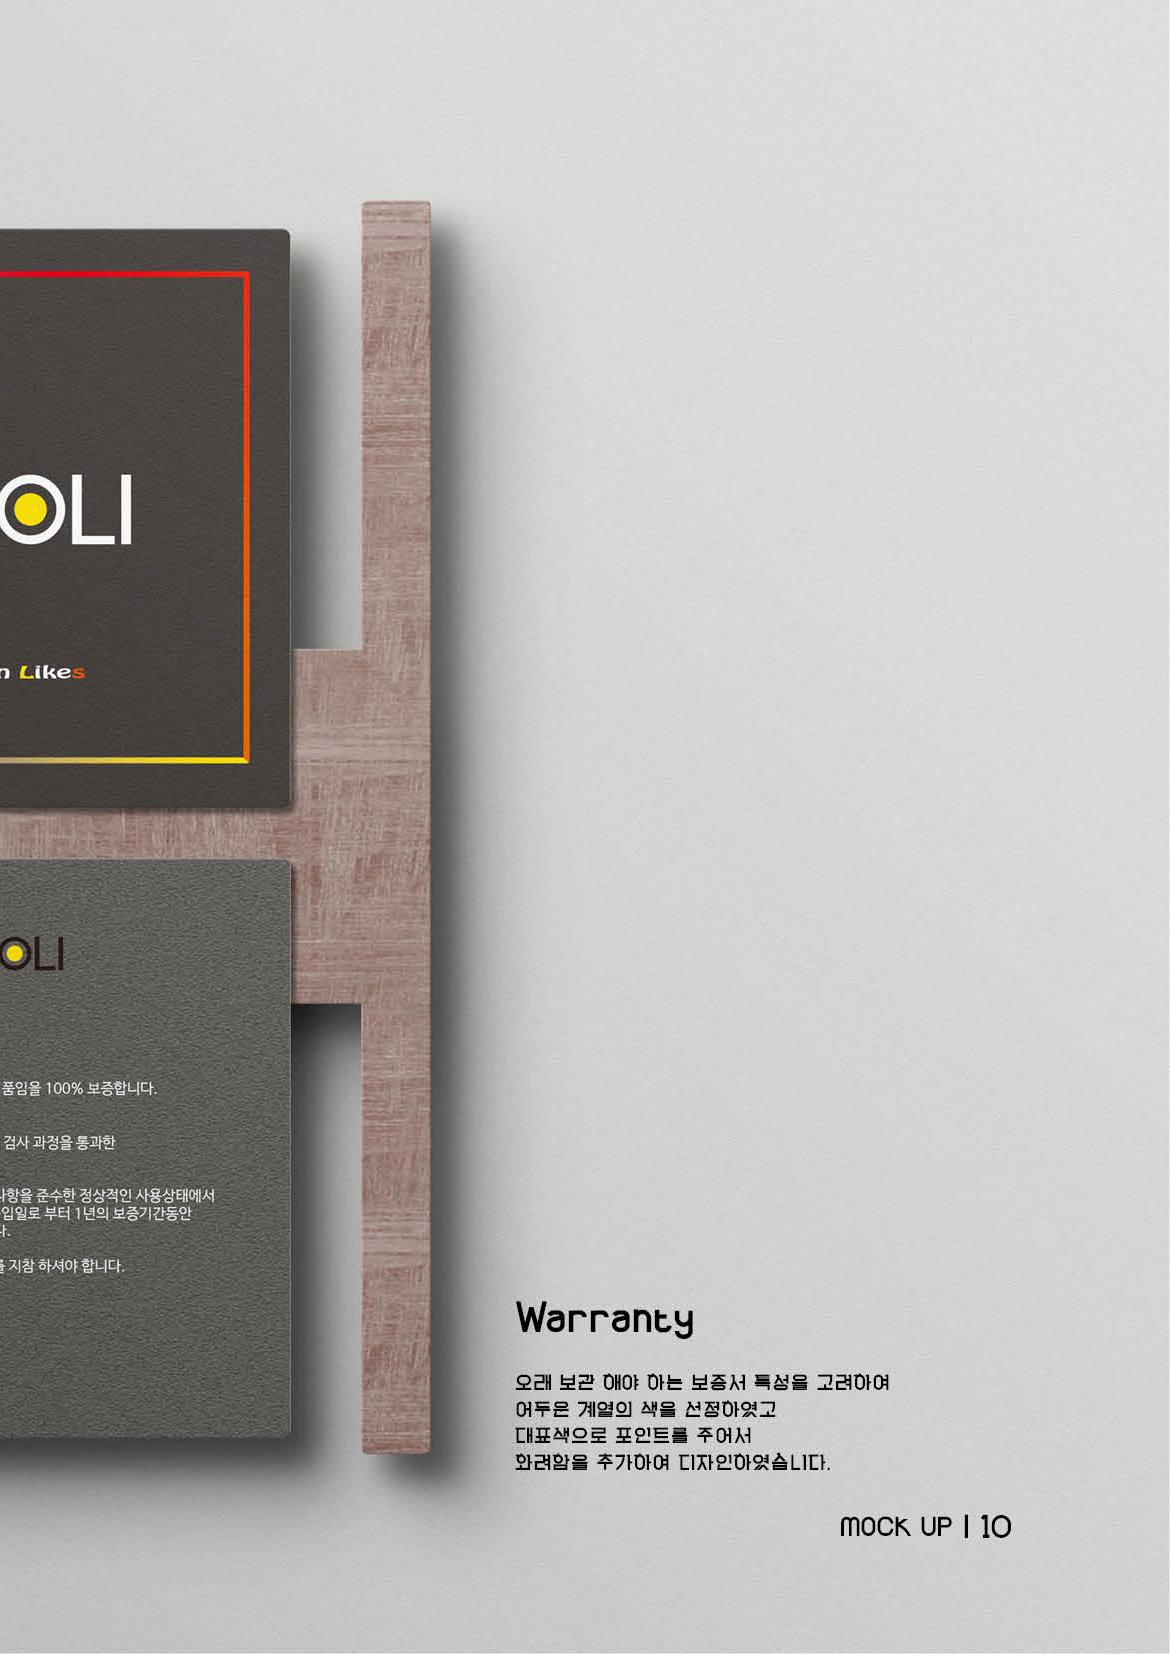 OLI
n Likes
OLI
품임을 100% 보증합니다.
검사 과정을 통과한
사항을 준수한 정상적인 사용상태에서
입일로 부터 1년의 보증기간동안
다.
를 지참 하셔야 합니다.
Warranty
오래 보관 해야 하는 보증서 특성을 고려하여
어두운 계열의 색을 선정하였고
대표색으로 포인트를 주어서
화려함을 추가하여 디자인하였습니다.
MOCK UP | 10